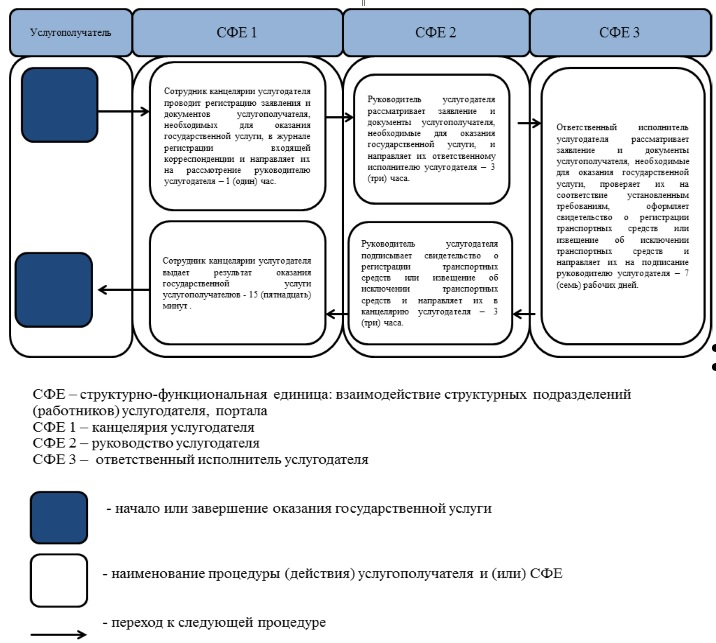 Услугополучатель
СФЕ 1
СФЕ 2
СФЕ 3
Сотрудник канцелярии услугодателя
проводит регистрацию заявления и
документов услугополучателя,
необходимых для оказания
государственной услуги, в журнале
регистрации входящей
корреспонденции и направляет их
на рассмотрение руководителю
услугодателя – 1 (один) час.
Руководитель услугодателя
рассматривает заявление и
документы услугополучателя,
необходимые для оказания
государственной услуги, и
направляет их ответственному
исполнителю услугодателя – 3
(три) часа.
Ответственный исполнитель
услугодателя рассматривает
заявление и документы
услугополучателя, необходимые
для оказания государственной
услуги, проверяет их на
соответствие установленным
требованиям, оформляет
свидетельство о регистрации
транспортных средств или
извещение об исключении
транспортных средств и
направляет их на подписание
руководителю услугодателя – 7
(семь) рабочих дней.
Сотрудник канцелярии услугодателя
выдает результат оказания
государственной услуги
услугополучателю - 15 (пятнадцать)
минут .
Руководитель услугодателя
подписывает свидетельство о
регистрации транспортных
средств или извещение об
исключении транспортных
средств и направляет их в
канцелярию услугодателя – 3
(три) часа.
СФЕ – структурно-функциональная единица: взаимодействие структурных подразделений
(работников) услугодателя, портала
СФЕ 1 – канцелярия услугодателя
СФЕ 2 – руководство услугодателя
СФЕ 3 – ответственный исполнитель услугодателя
- начало или завершение оказания государственной услуги
- наименование процедуры (действия) услугополучателя и (или) СФЕ
- переход к следующей процедуре